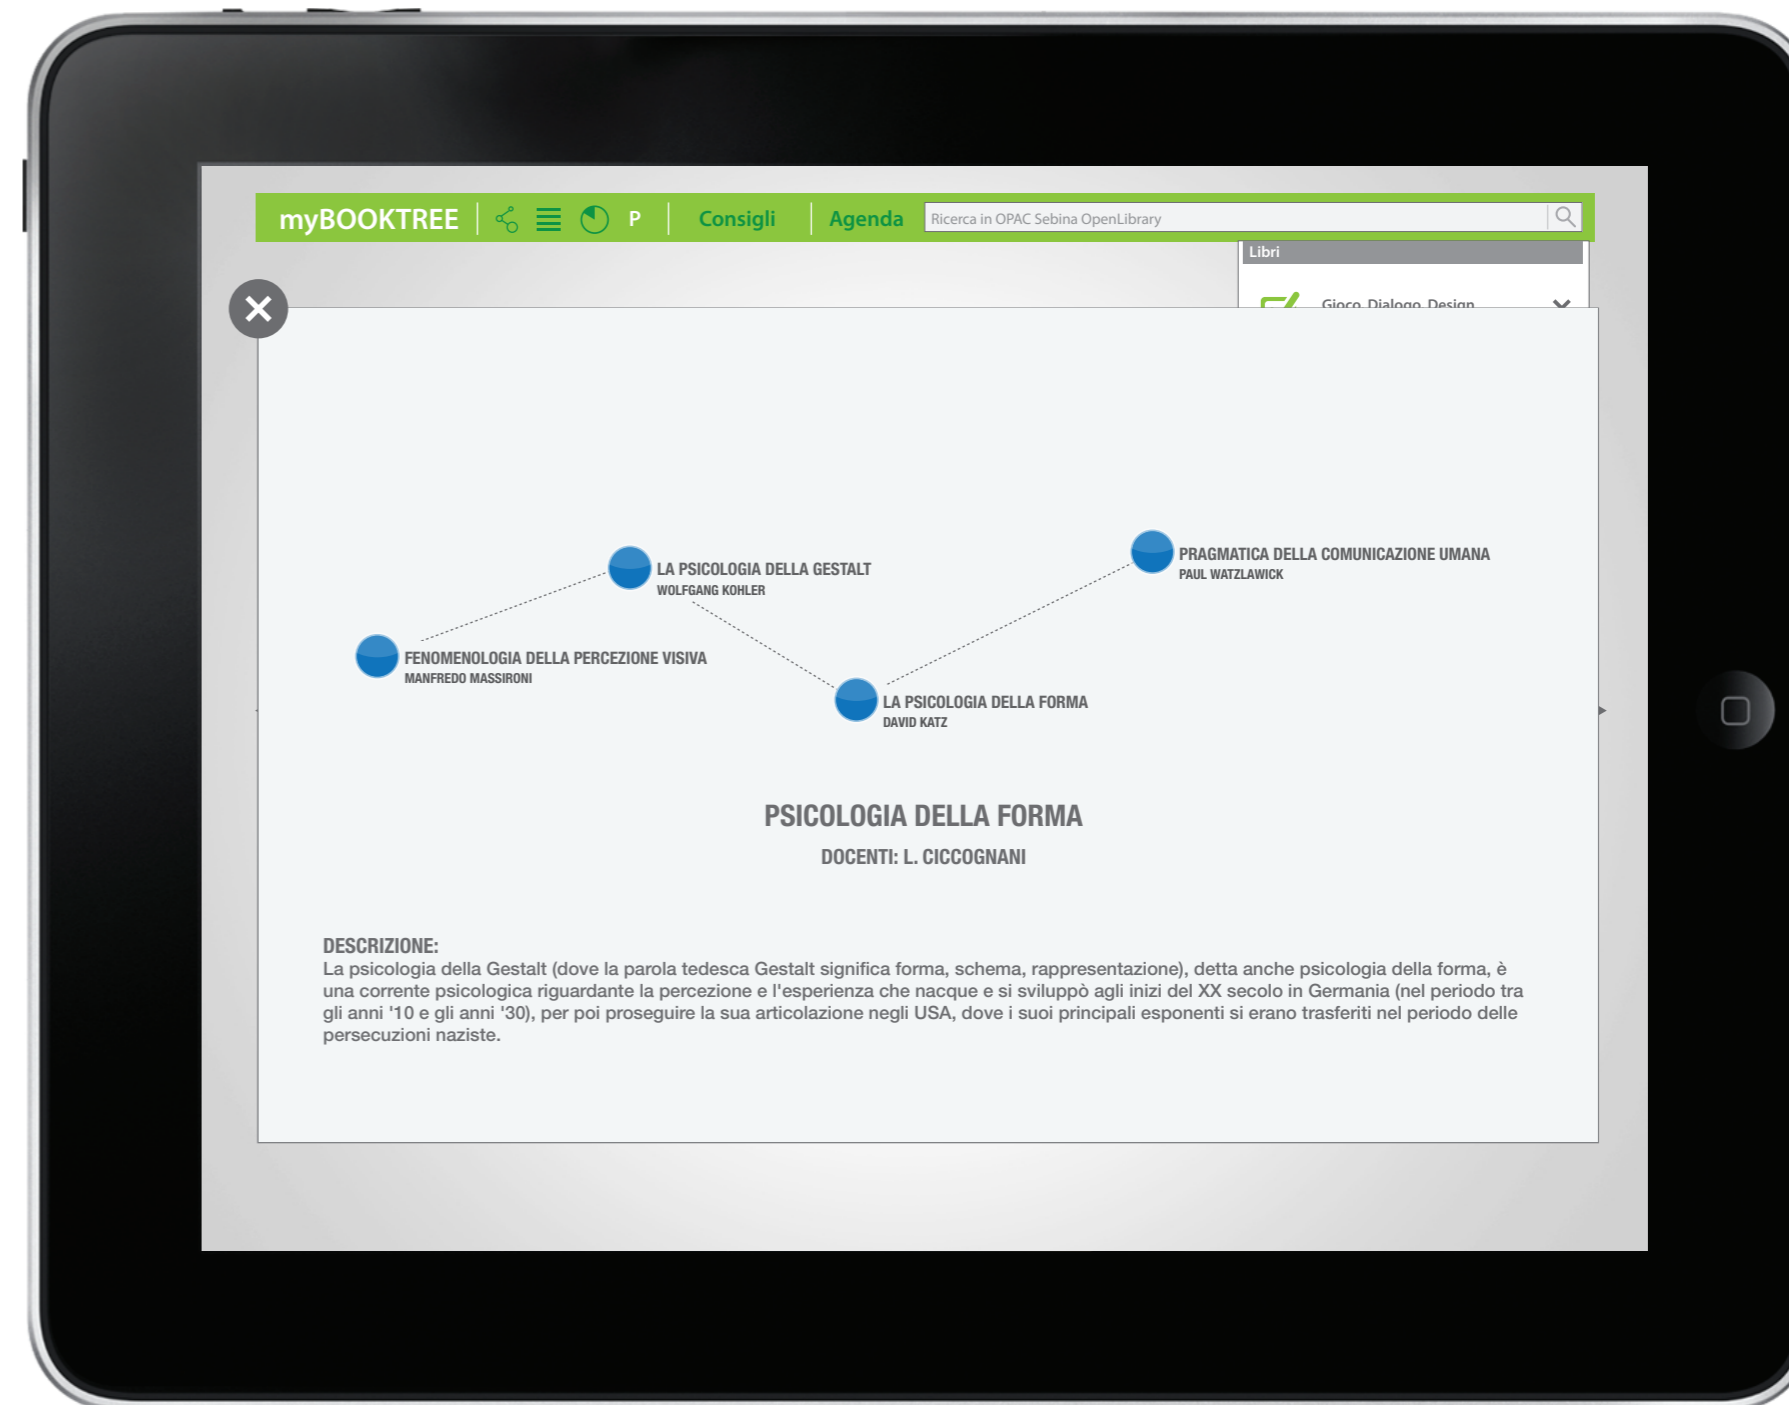 myBOOKTREE P Consigli Agenda Ricerca in OPAC Sebina OpenLibrary
Libri
Gioco, Dialogo, Design
LA PSICOLOGIA DELLA GESTALT
WOLFGANG KOHLER
PRAGMATICA DELLA COMUNICAZIONE UMANA
PAUL WATZLAWICK
FENOMENOLOGIA DELLA PERCEZIONE VISIVA
MANFREDO MASSIRONI
LA PSICOLOGIA DELLA FORMA
DAVID KATZ
PSICOLOGIA DELLA FORMA
DOCENTI: L. CICCOGNANI
DESCRIZIONE:
La psicologia della Gestalt (dove la parola tedesca Gestalt significa forma, schema, rappresentazione), detta anche psicologia della forma, è
una corrente psicologica riguardante la percezione e l'esperienza che nacque e si sviluppò agli inizi del XX secolo in Germania (nel periodo tra
gli anni '10 e gli anni '30), per poi proseguire la sua articolazione negli USA, dove i suoi principali esponenti si erano trasferiti nel periodo delle
persecuzioni naziste.